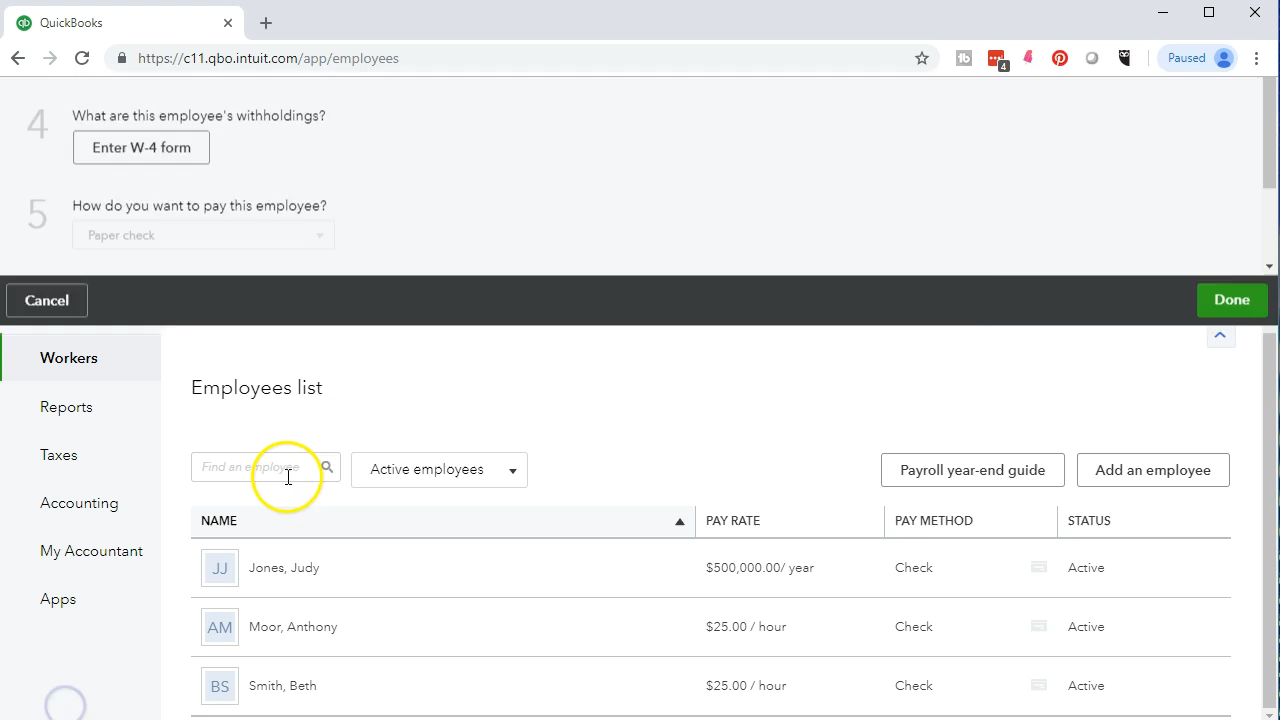 QuickBooks
https://c11.qbo.intuit.com/app/employees
4
Paused
4 What are this employee's withholdings?
Enter W-4 form
5 How do you want to pay this employee?
Paper check
Cancel
Done
Workers
Reports
Taxes
Accounting
My Accountant
Apps
Employees list
Find an employee
Active employees
Payroll year-end guide
Add an employee
NAME PAY RATE PAY METHOD STATUS
JJ Jones, Judy $500,000.00/ year Check Active
AM Moor, Anthony $25.00 / hour Check Active
BS Smith, Beth $25.00 / hour Check Active